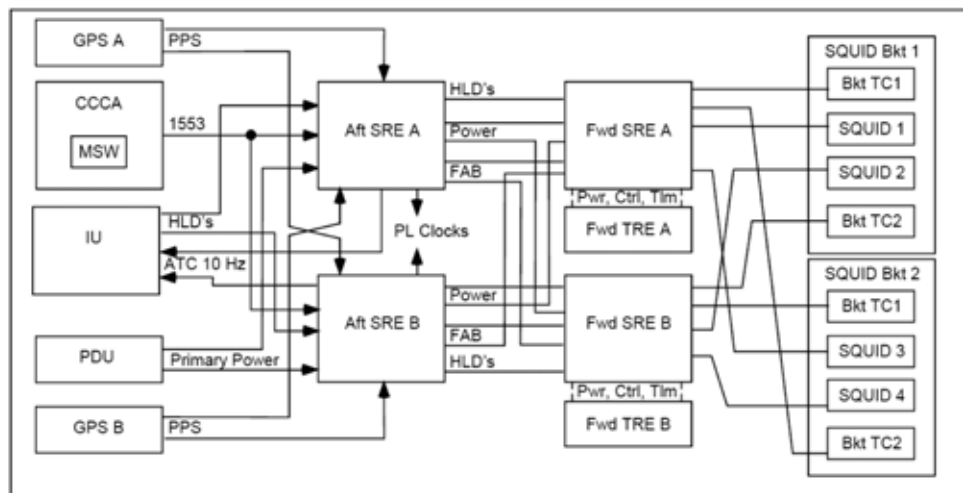 GPS A
PPS
CCCA
MSW
1553
IU
HLD's
ATC 10 Hz
PDU
Primary Power
GPS B
PPS
Aft SRE A
PL Clocks
Aft SRE B
HLD's
Power
FAB
Power
FAB
HLD's
Fwd SRE A
Pwr, Ctrl, Tlm
Fwd TRE A
Fwd SRE B
Pwr, Ctrl, Tlm
Fwd TRE B
SQUID Bkt 1
Bkt TC1
SQUID 1
SQUID 2
Bkt TC2
SQUID Bkt 2
Bkt TC1
SQUID 3
SQUID 4
Bkt TC2